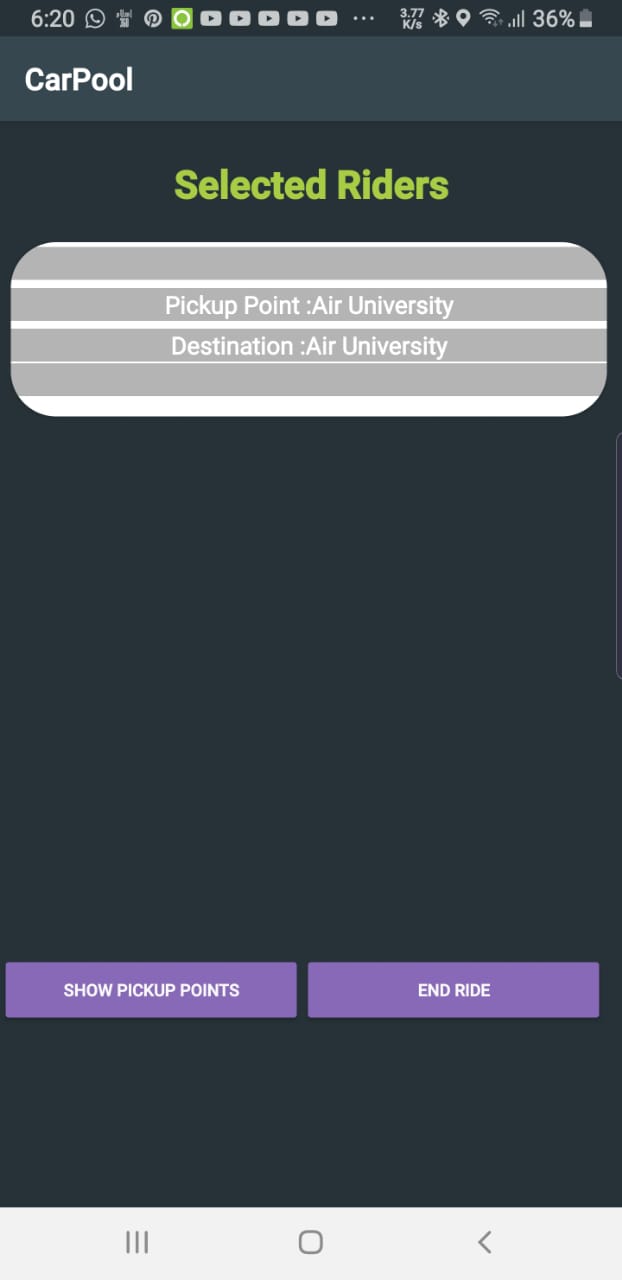 6:20
3.77
K/s
36%
CarPool
Selected Riders
Pickup Point :Air University
Destination :Air University
SHOW PICKUP POINTS
END RIDE